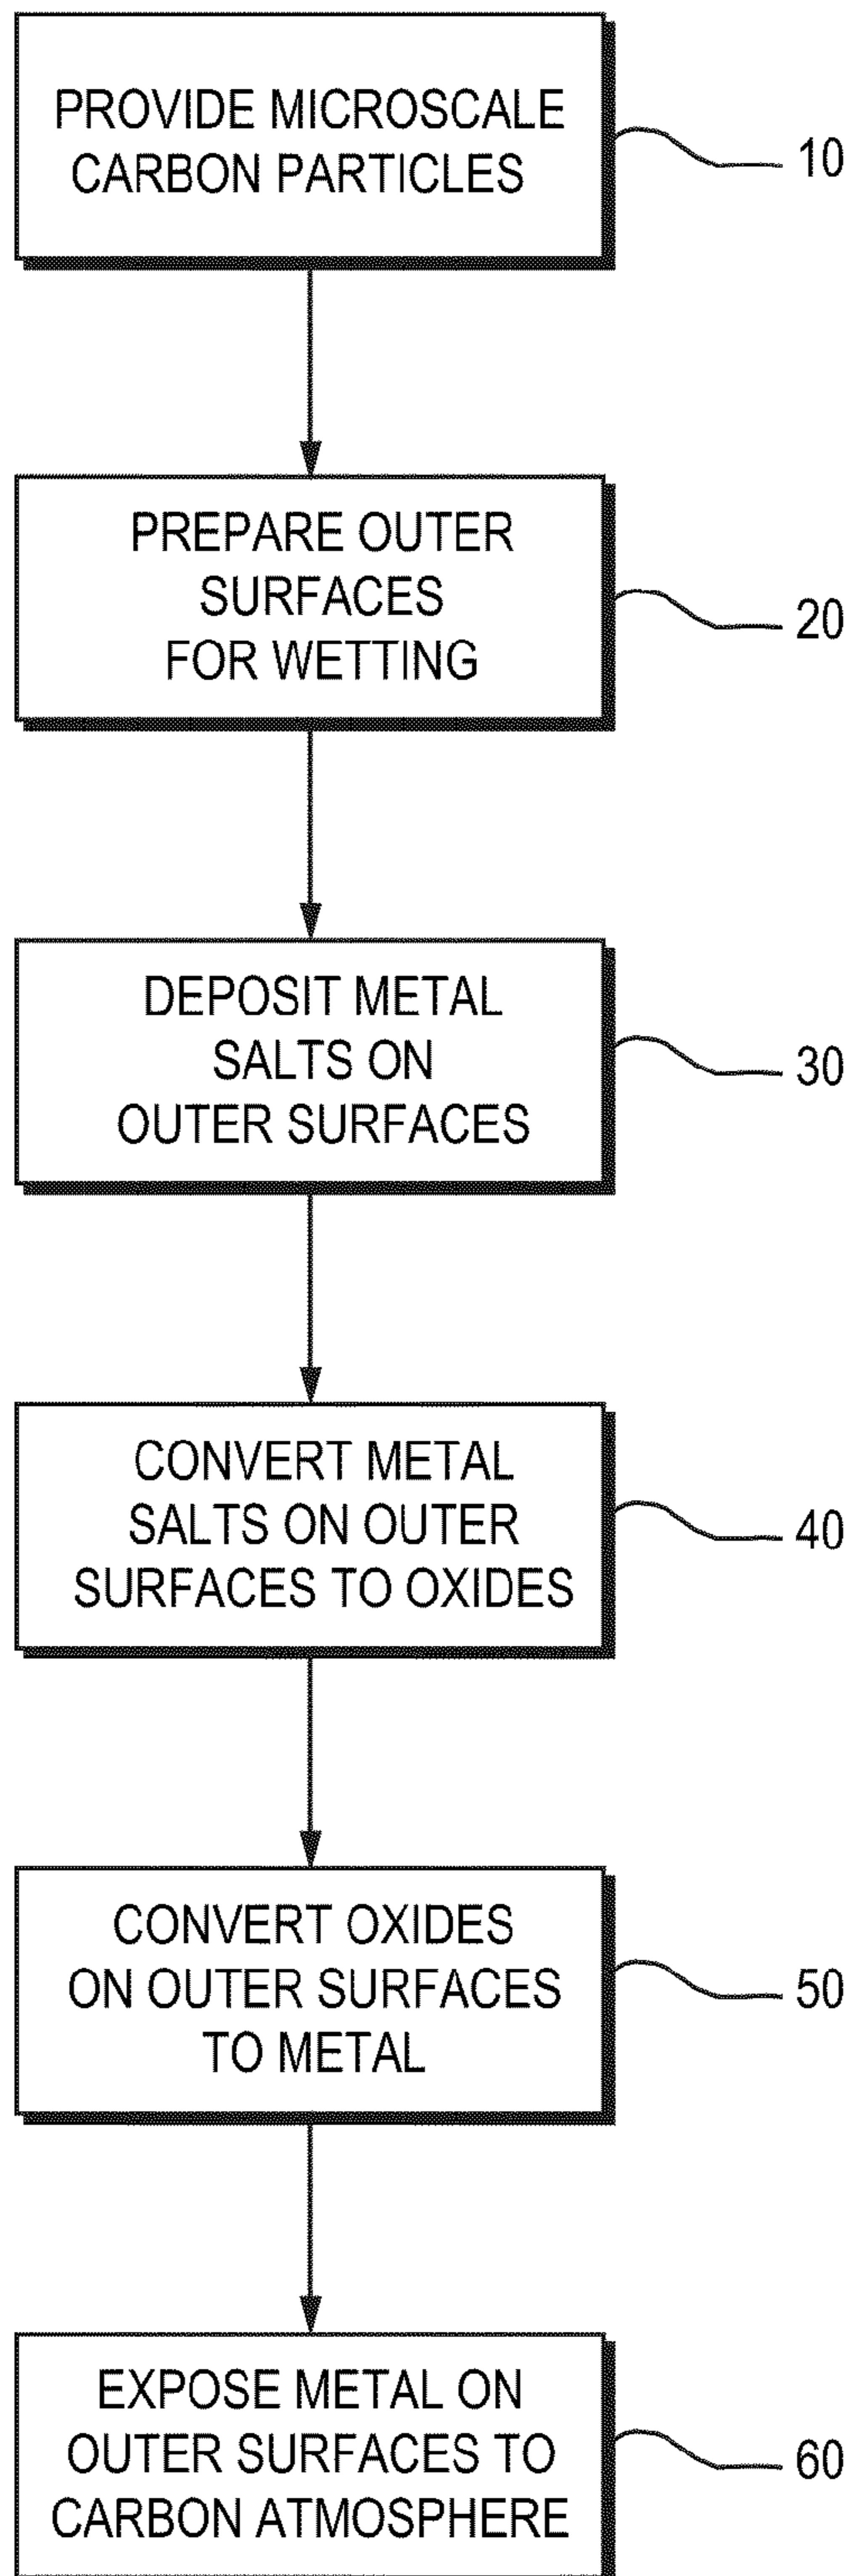 PROVIDE MICROSCALE
CARBON PARTICLES
10
PREPARE OUTER
SURFACES
FOR WETTING
20
DEPOSIT METAL
SALTS ON
OUTER SURFACES
30
CONVERT METAL
SALTS ON OUTER
SURFACES TO OXIDES
40
CONVERT OXIDES
ON OUTER SURFACES
TO METAL
50
EXPOSE METAL ON
OUTER SURFACES TO
CARBON ATMOSPHERE
60